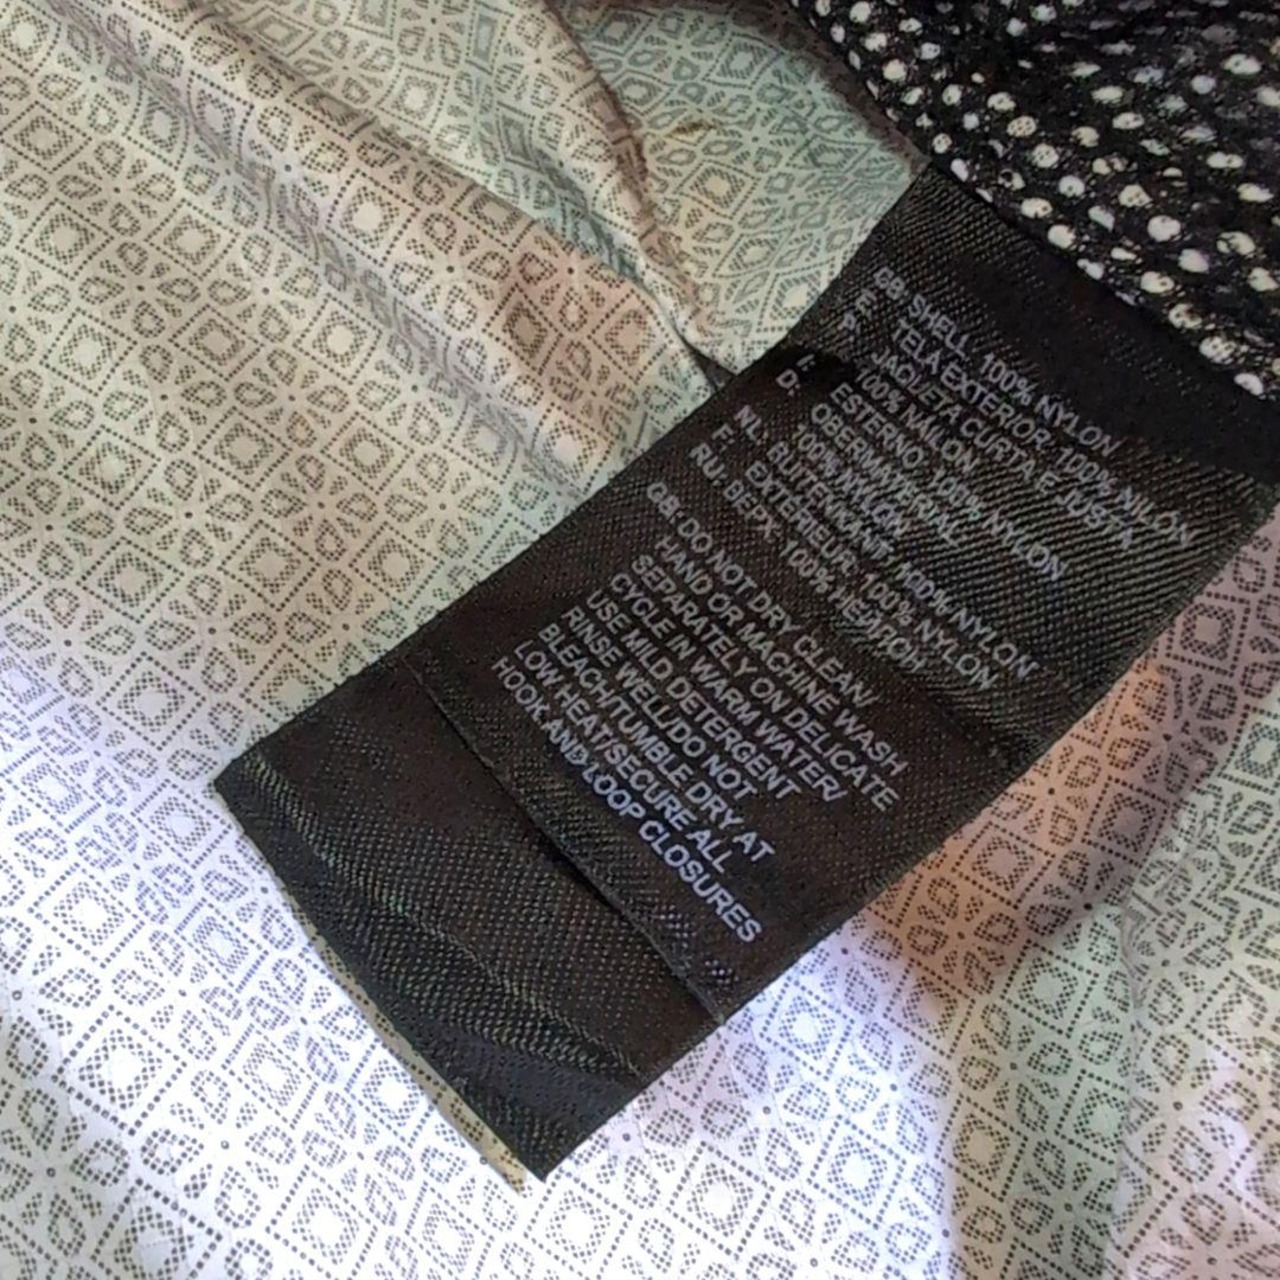 GB: SHELL, 100% NYLON
E: TELA EXTERIOR, 100% NILON
P: JAQUETA CURTA E JUSTA,
100% NAILON
I: ESTERNO, 100% NYLON
D: OBERMATERIAL,
100% NYLON
NL: BUITENKANT, 100% NYLON
F: EXTERIEUR, 100% NYLON
RU: ВЕРХ, 100% НЕЙЛОН
GB: DO NOT DRY CLEAN/
HAND OR MACHINE WASH
SEPARATELY ON DELICATE
CYCLE IN WARM WATER/
USE MILD DETERGENT
RINSE WELL/DO NOT
BLEACH/TUMBLE DRY AT
LOW HEAT/SECURE ALL
HOOK AND LOOP CLOSURES